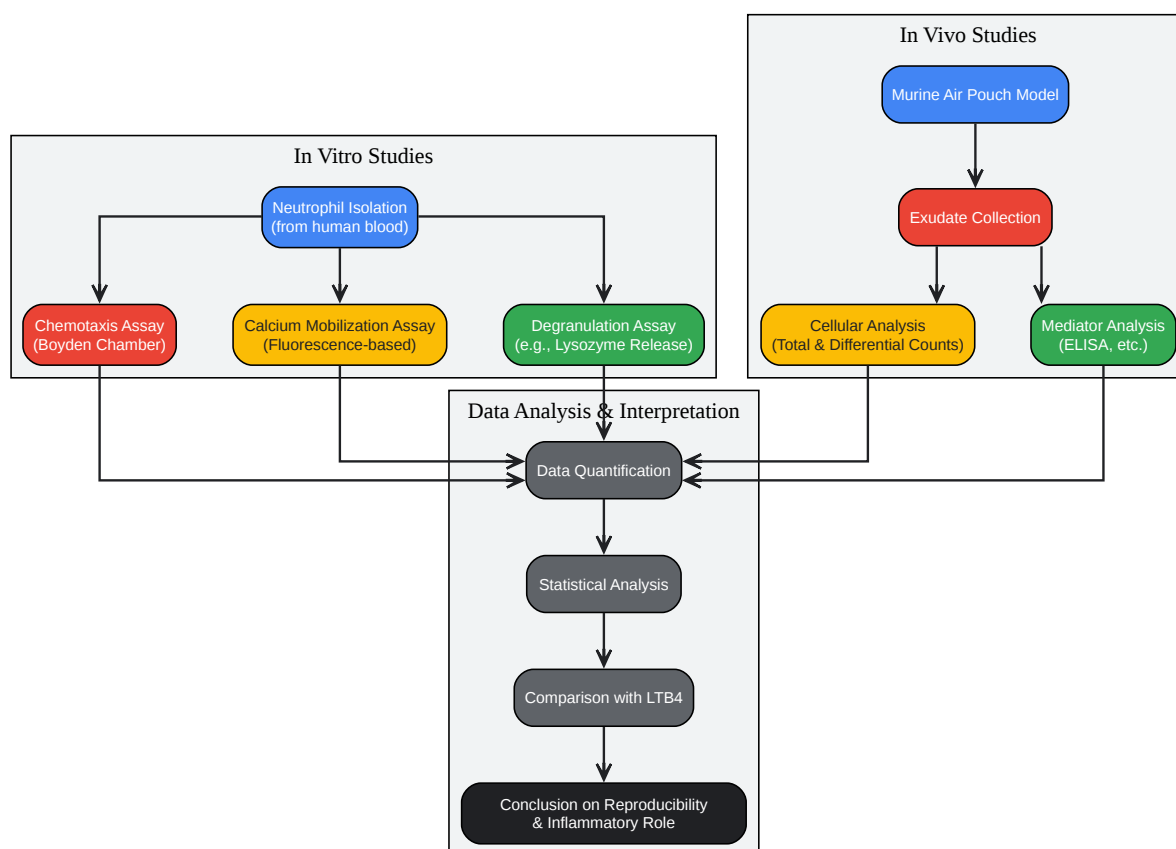 In Vivo Studies
Murine Air Pouch Model
Exudate Collection
Cellular Analysis
(Total & Differential Counts)
Mediator Analysis
(ELISA, etc.)
In Vitro Studies
Neutrophil Isolation
(from human blood)
Chemotaxis Assay
(Boyden Chamber)
Calcium Mobilization Assay
(Fluorescence-based)
Degranulation Assay
(e.g., Lysozyme Release)
Data Analysis & Interpretation
Data Quantification
Statistical Analysis
Comparison with LTB4
Conclusion on Reproducibility
& Inflammatory Role